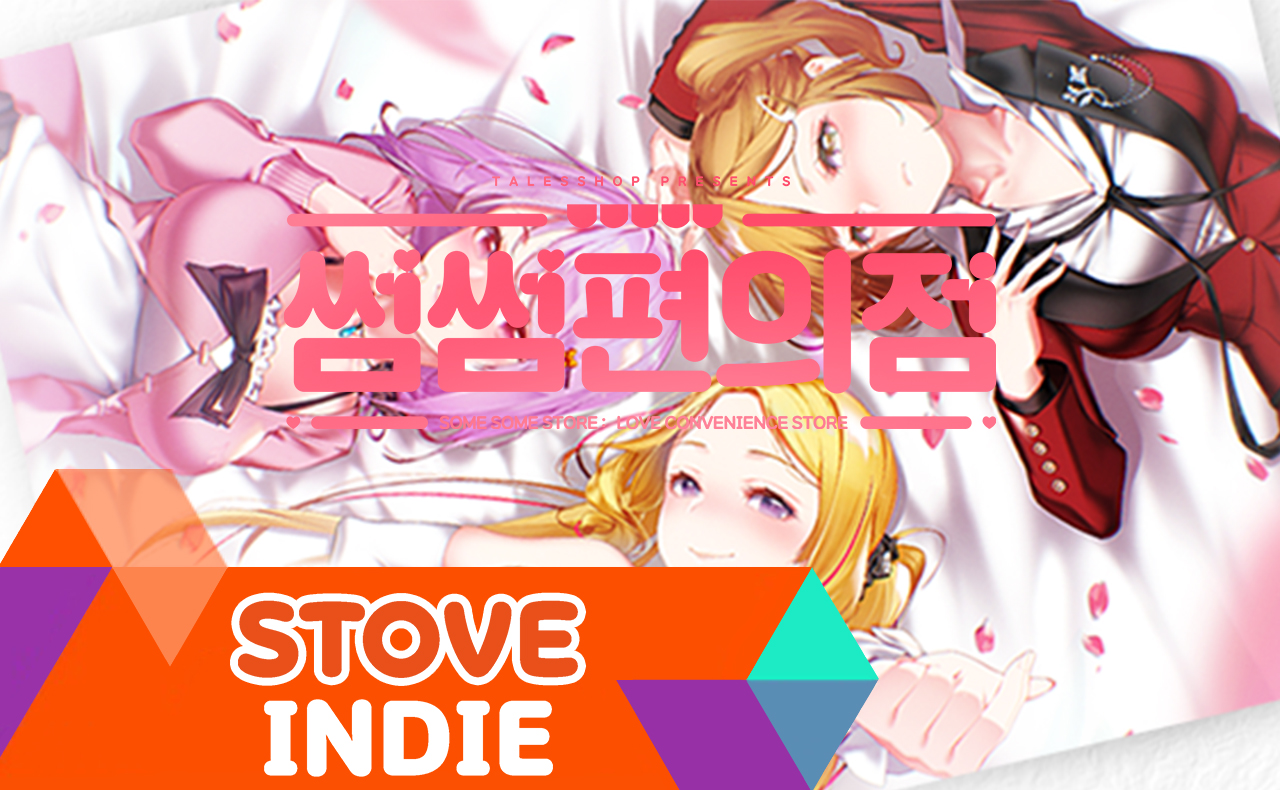 TALESSHOP PRESENTS
썸썸편의점
SOME SOME STORE : LOVE CONVENIENCE STORE
STOVE
INDIE